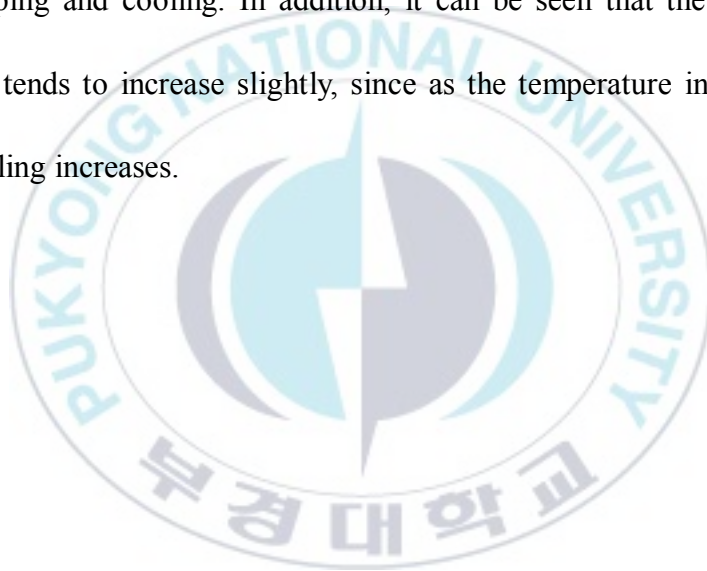 ping and cooling. In addition, it can be seen that the
tends to increase slightly, since as the temperature in
ling increases.
PUKYONG NATIONAL UNIVERSITY
부경대학교